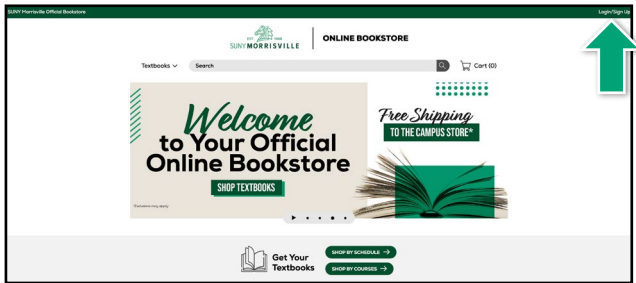 SUNY Morrisville Official Bookstore
Login/Sign Up
EST 1908
SUNY MORRISVILLE
ONLINE BOOKSTORE
Textbooks
Search
Cart (0)
Welcome
to Your Official
Online Bookstore
SHOP TEXTBOOKS
*Exclusions may apply
Free Shipping
TO THE CAMPUS STORE*
Get Your
Textbooks
SHOP BY SCHEDULE →
SHOP BY COURSES →